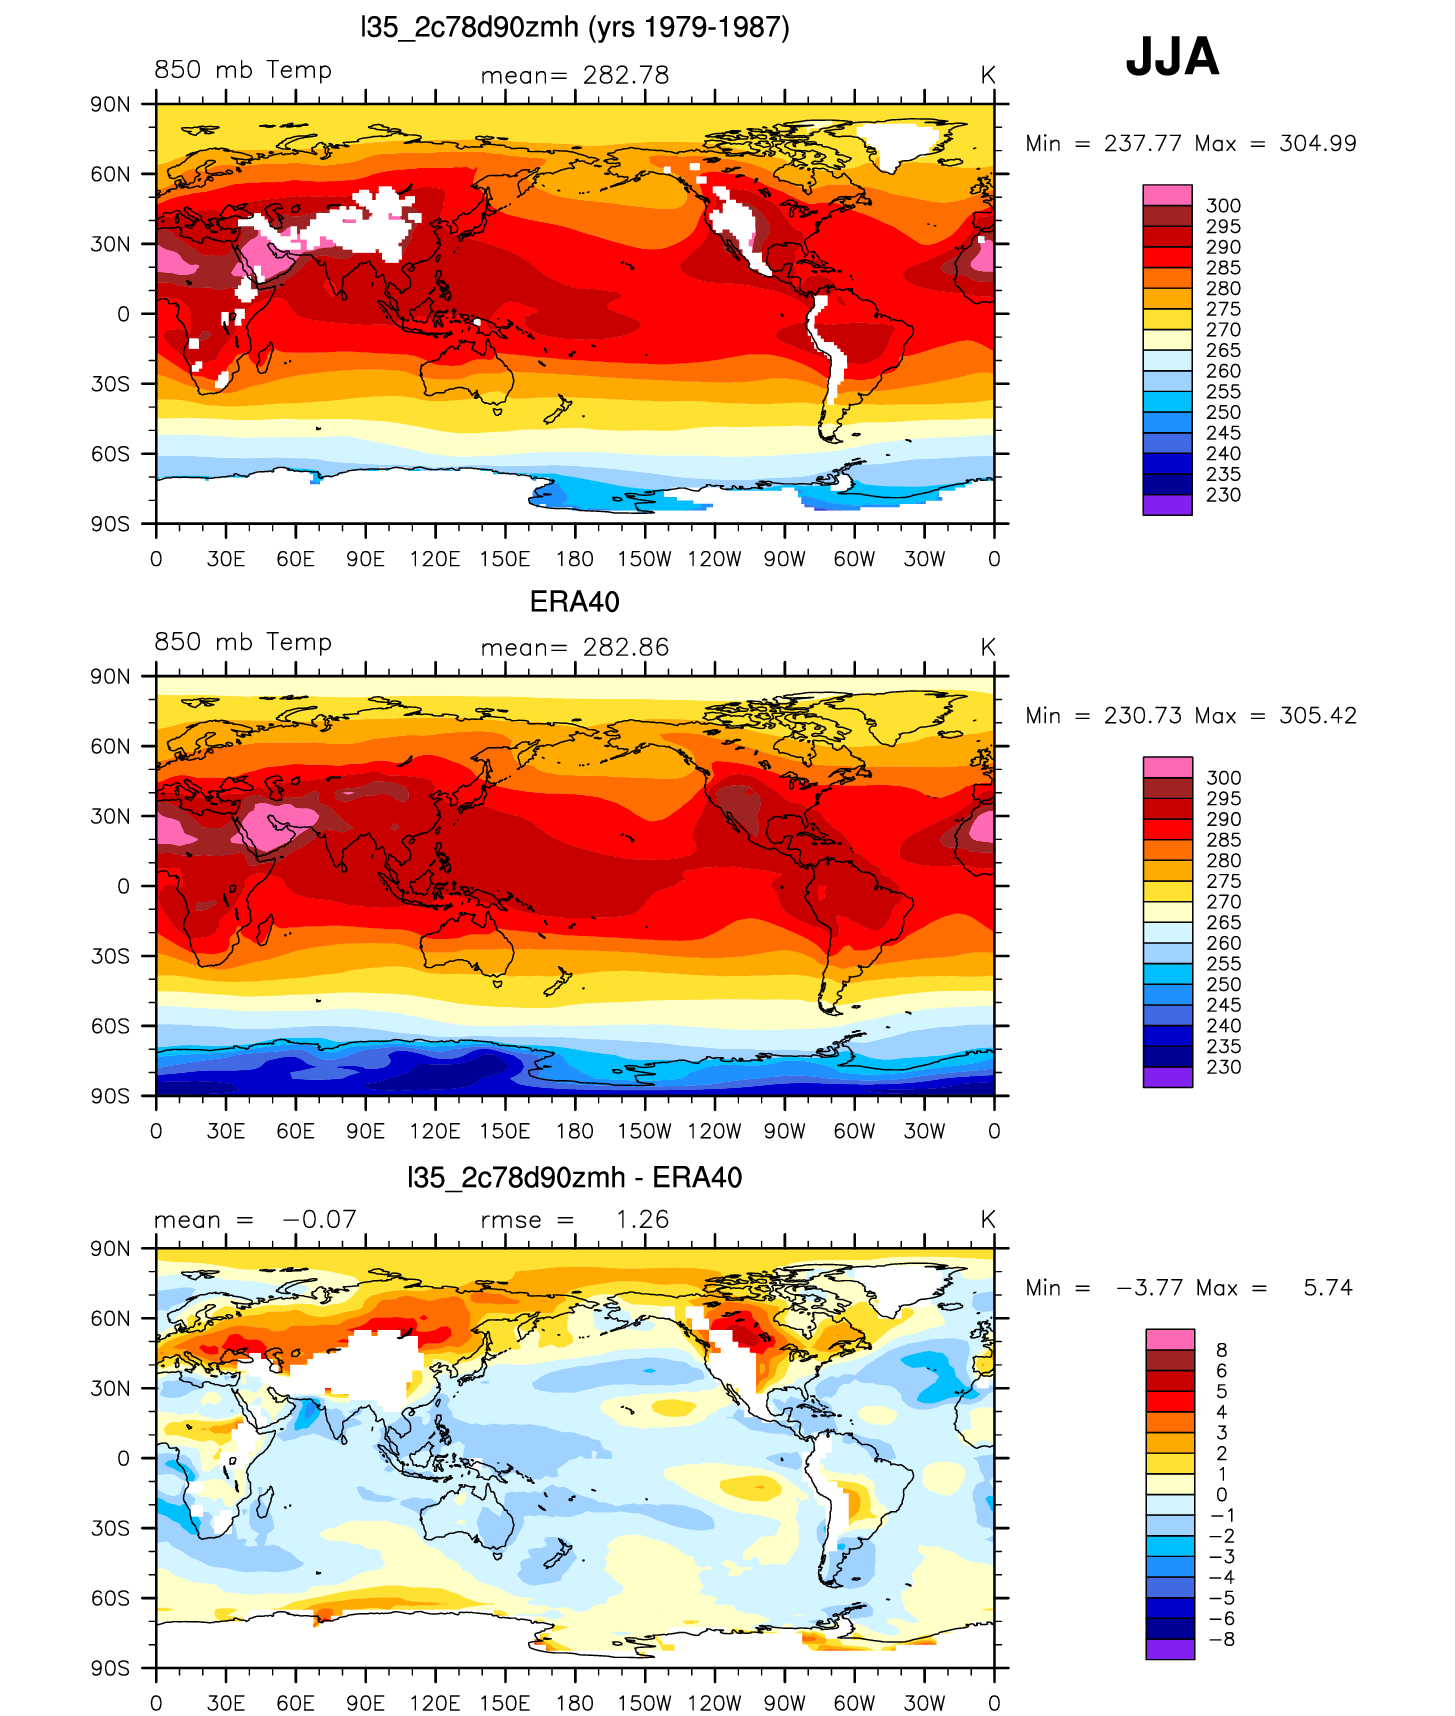 l35_2c78d90zmh (yrs 1979-1987)
JJA
850 mb Temp mean= 282.78 K
Min = 237.77 Max = 304.99
90N
60N
30N
0
30S
60S
90S
0 30E 60E 90E 120E 150E 180 150W 120W 90W 60W 30W 0
300
295
290
285
280
275
270
265
260
255
250
245
240
235
230
ERA40
850 mb Temp mean= 282.86 K
Min = 230.73 Max = 305.42
90N
60N
30N
0
30S
60S
90S
0 30E 60E 90E 120E 150E 180 150W 120W 90W 60W 30W 0
300
295
290
285
280
275
270
265
260
255
250
245
240
235
230
l35_2c78d90zmh - ERA40
mean = −0.07 rmse = 1.26 K
Min = −3.77 Max = 5.74
90N
60N
30N
0
30S
60S
90S
0 30E 60E 90E 120E 150E 180 150W 120W 90W 60W 30W 0
8
6
5
4
3
2
1
0
−1
−2
−3
−4
−5
−6
−8